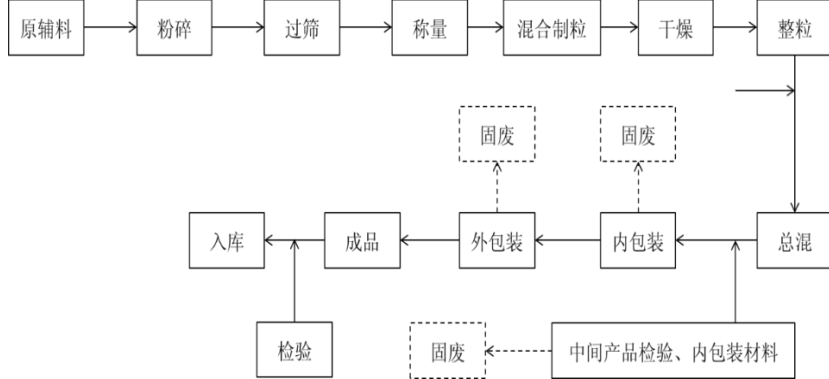 原辅料
粉碎
过筛
称量
混合制粒
干燥
整粒
固废
固废
入库
成品
外包装
内包装
总混
检验
固废
中间产品检验、内包装材料